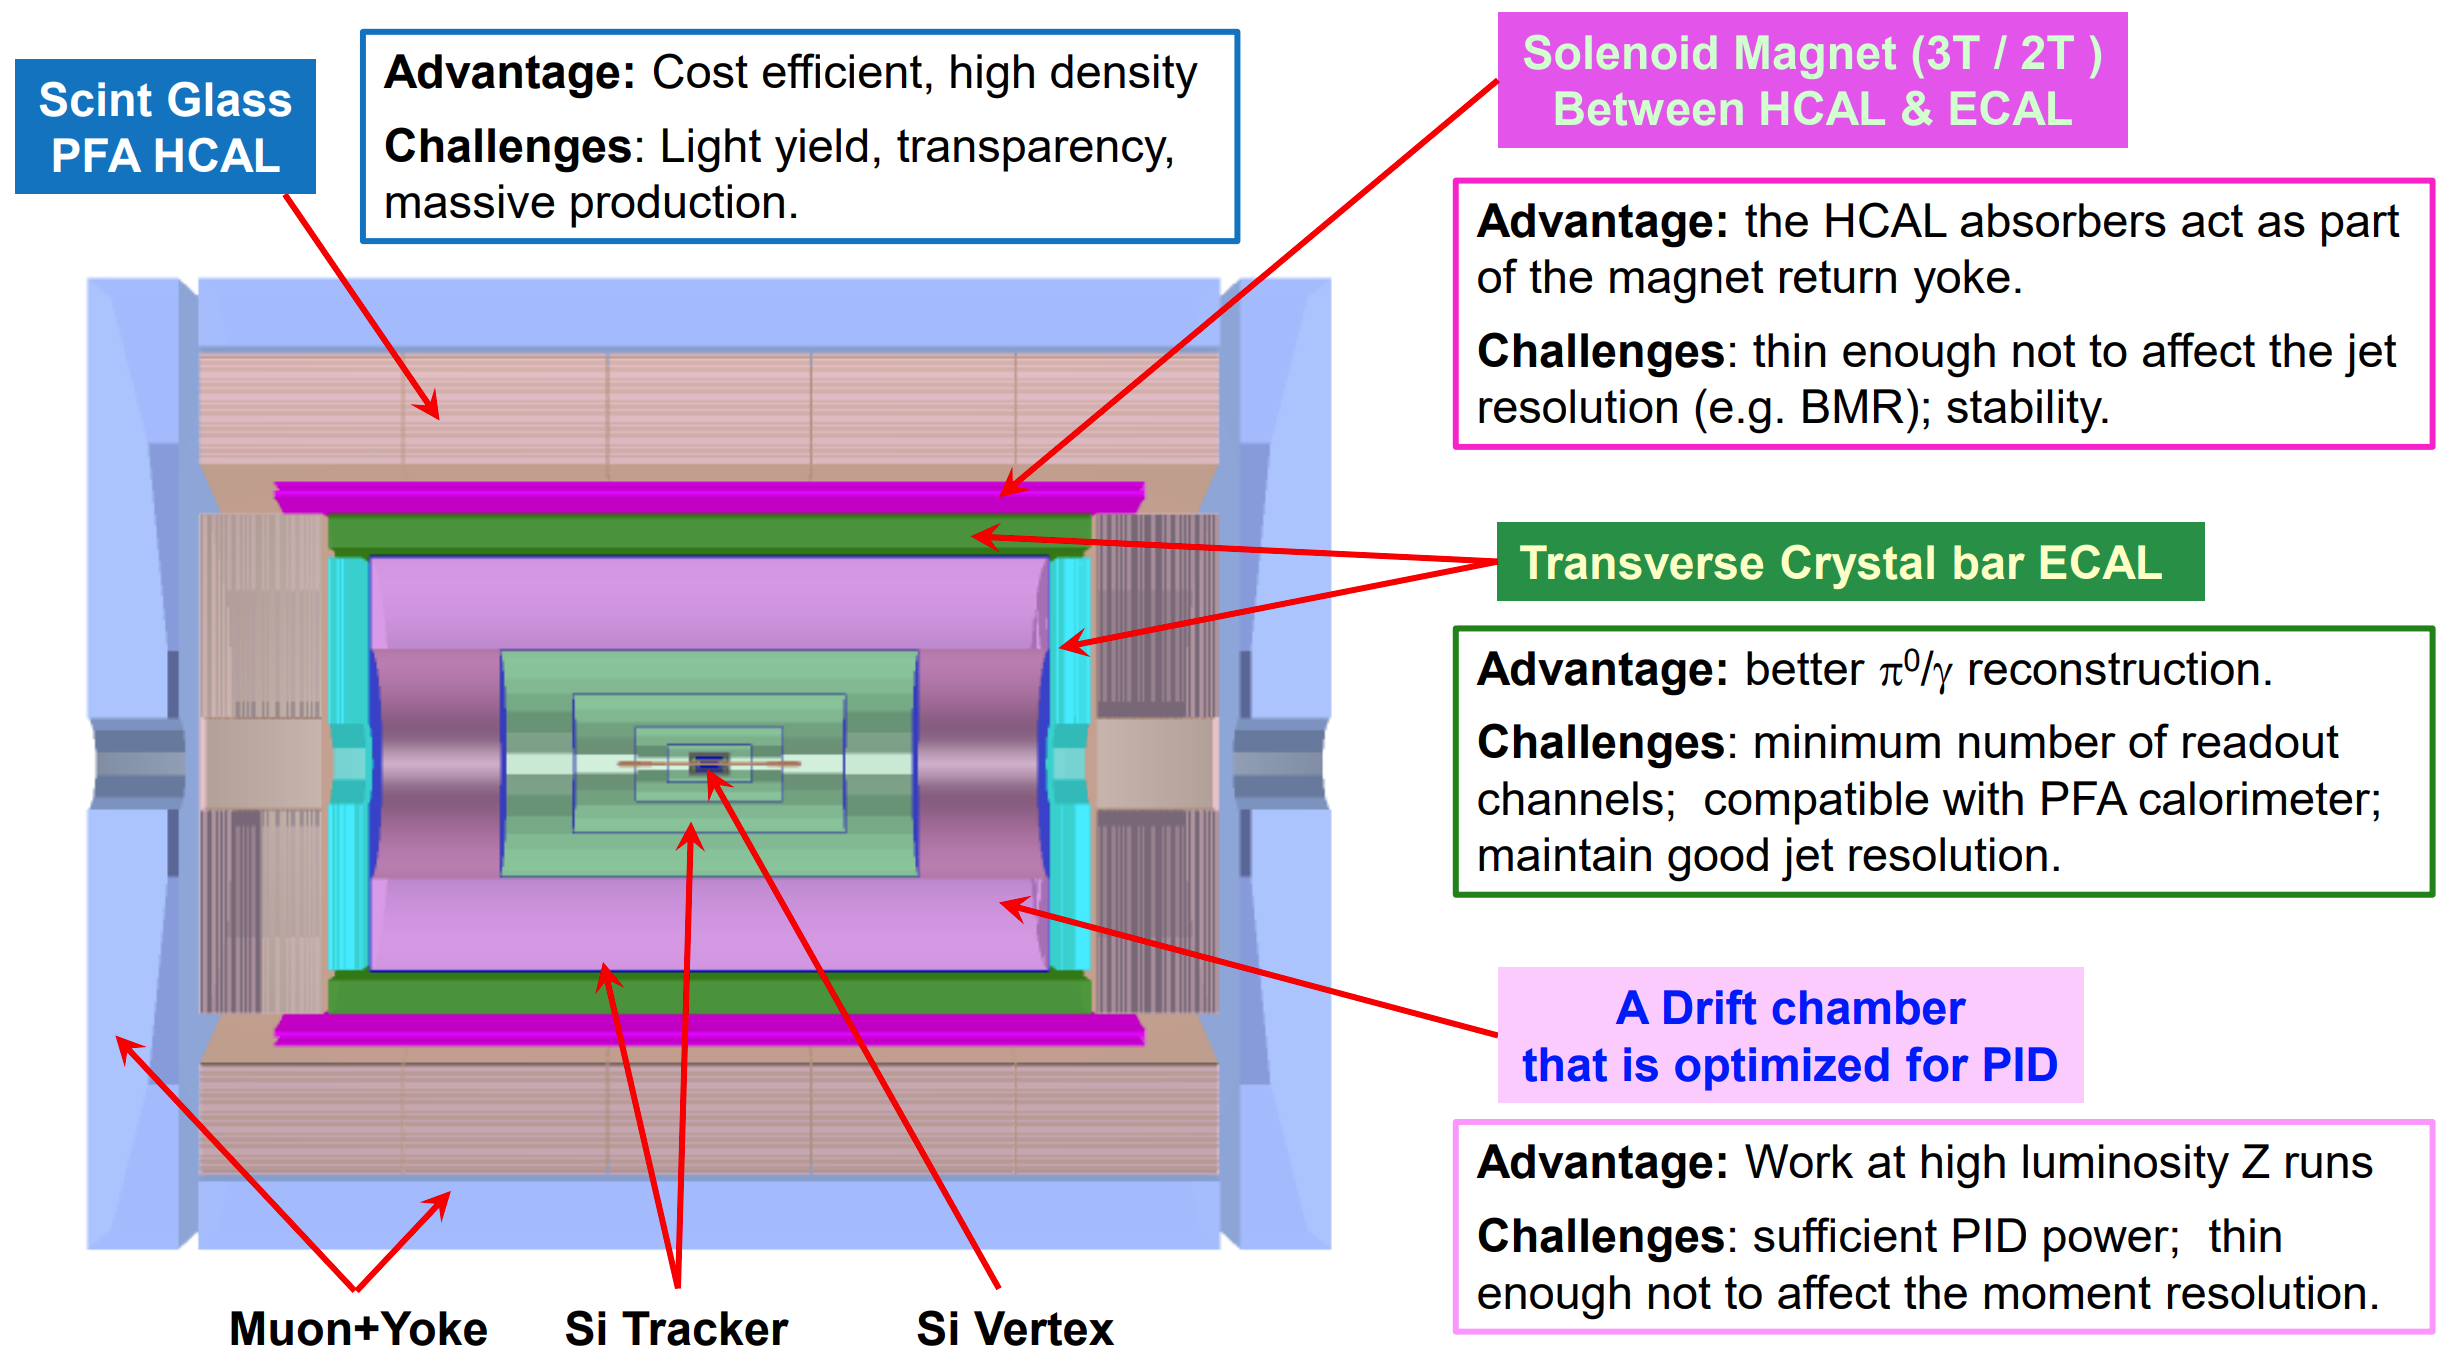 Scint Glass
PFA HCAL
Advantage: Cost efficient, high density
Challenges: Light yield, transparency,
massive production.
Solenoid Magnet (3T / 2T )
Between HCAL & ECAL
Advantage: the HCAL absorbers act as part
of the magnet return yoke.
Challenges: thin enough not to affect the jet
resolution (e.g. BMR); stability.
Transverse Crystal bar ECAL
Advantage: better π⁰/γ reconstruction.
Challenges: minimum number of readout
channels;  compatible with PFA calorimeter;
maintain good jet resolution.
A Drift chamber
that is optimized for PID
Advantage: Work at high luminosity Z runs
Challenges: sufficient PID power;  thin
enough not to affect the moment resolution.
Muon+Yoke
Si Tracker
Si Vertex